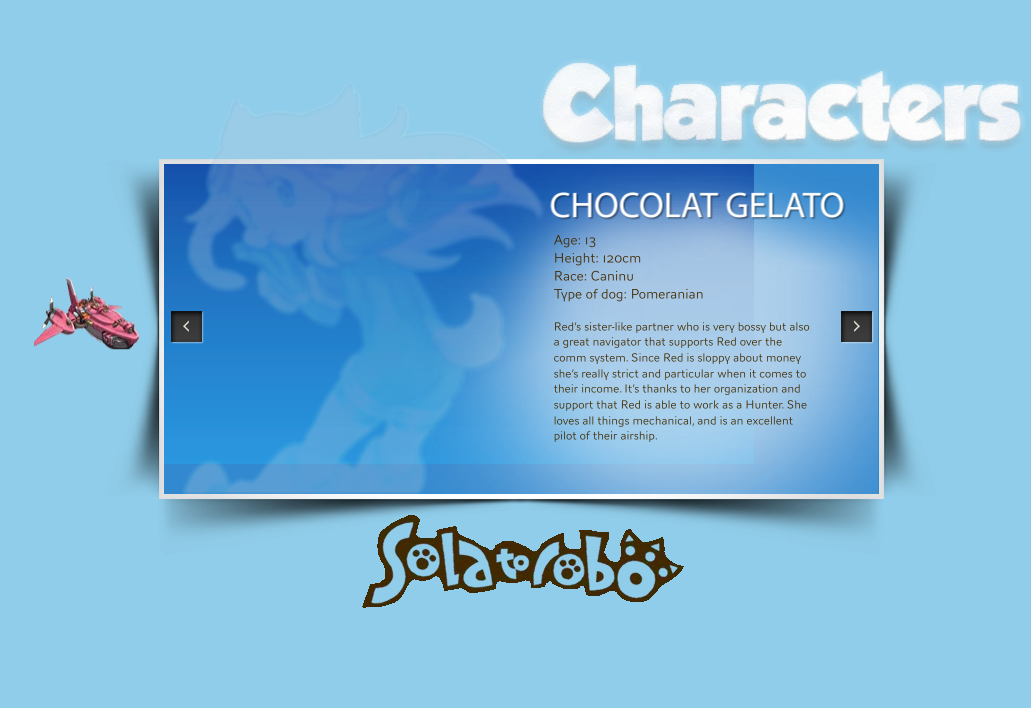 Characters
CHOCOLAT GELATO
Age: 13
Height: 120cm
Race: Caninu
Type of dog: Pomeranian
Red's sister-like partner who is very bossy but also
a great navigator that supports Red over the
comm system. Since Red is sloppy about money
she's really strict and particular when it comes to
their income. It's thanks to her organization and
support that Red is able to work as a Hunter. She
loves all things mechanical, and is an excellent
pilot of their airship.
Solatorobo